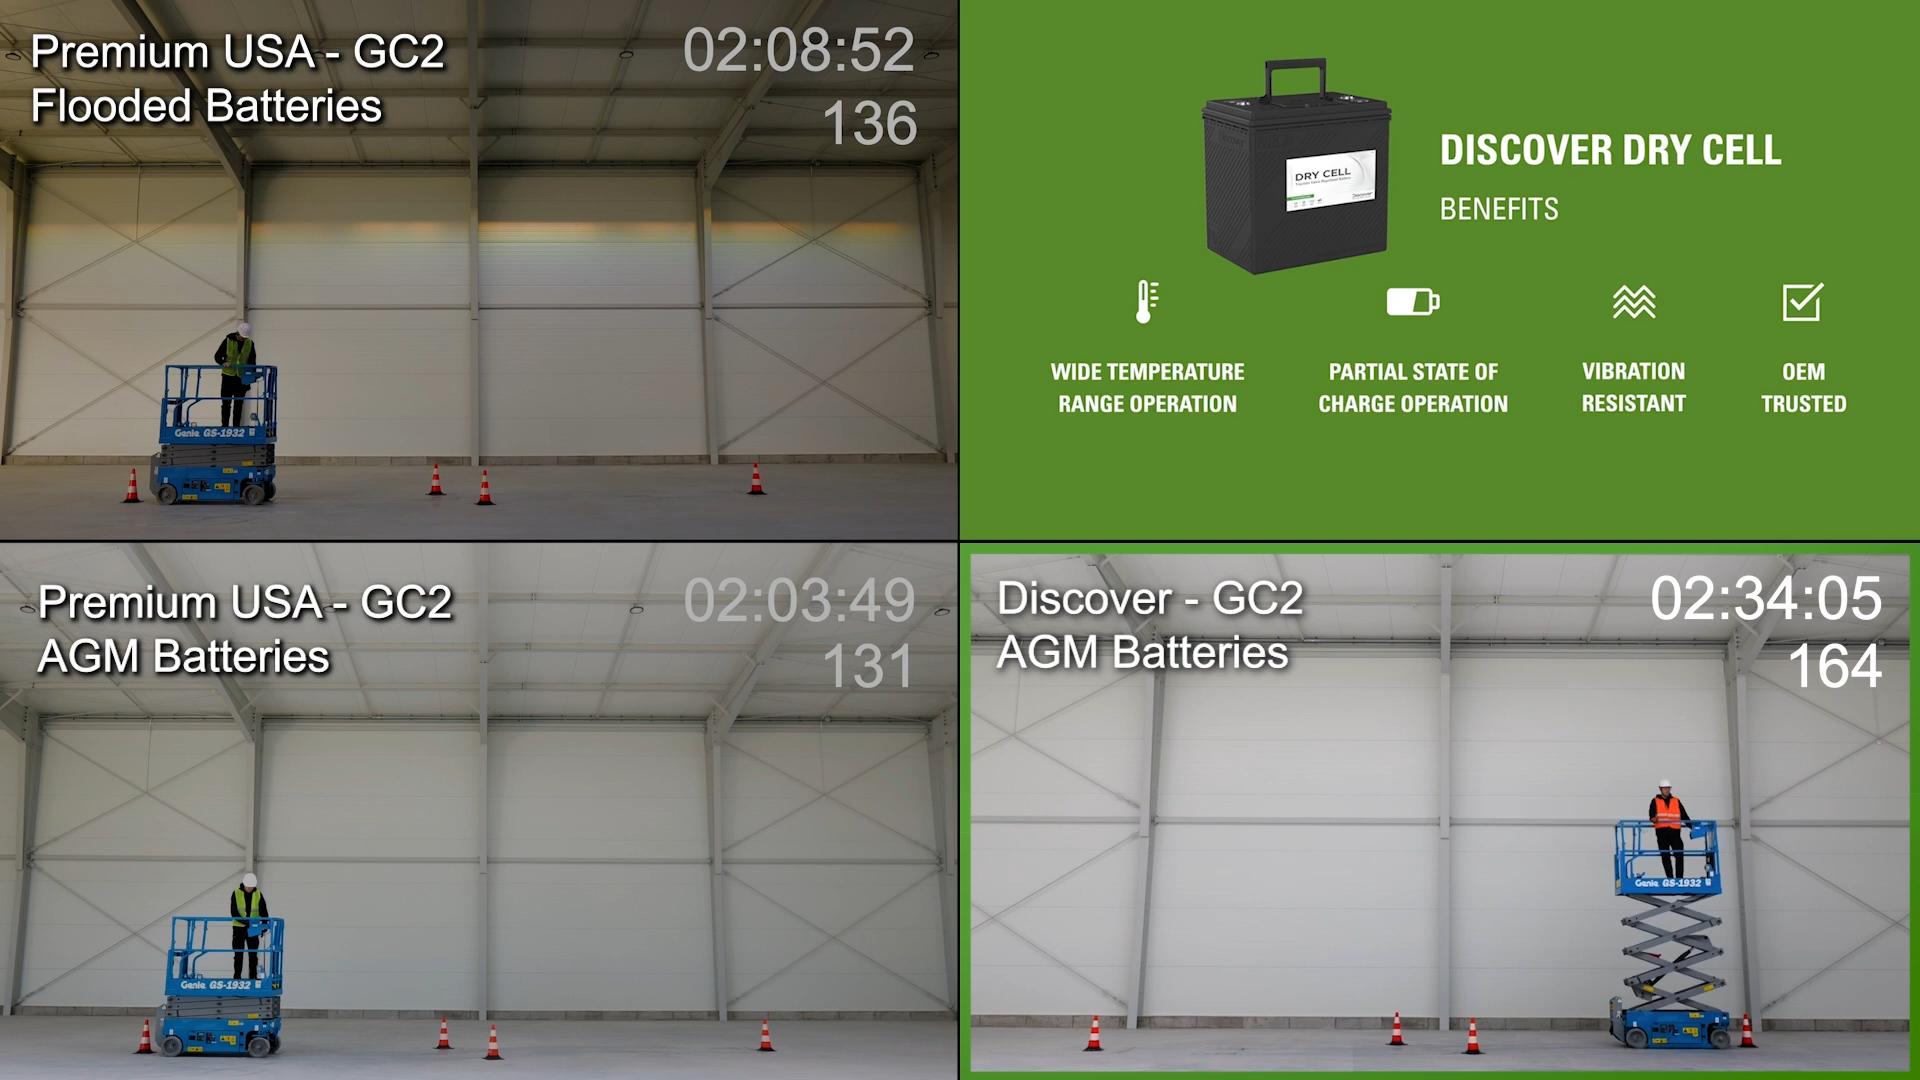 Premium USA - GC2
Flooded Batteries
02:08:52
136
DRY CELL
Discover
DISCOVER DRY CELL
BENEFITS
WIDE TEMPERATURE
RANGE OPERATION
PARTIAL STATE OF
CHARGE OPERATION
VIBRATION
RESISTANT
OEM
TRUSTED
Genie GS-1932
Premium USA - GC2
AGM Batteries
02:03:49
131
Genie GS-1932
Discover - GC2
AGM Batteries
02:34:05
164
Genie GS-1932